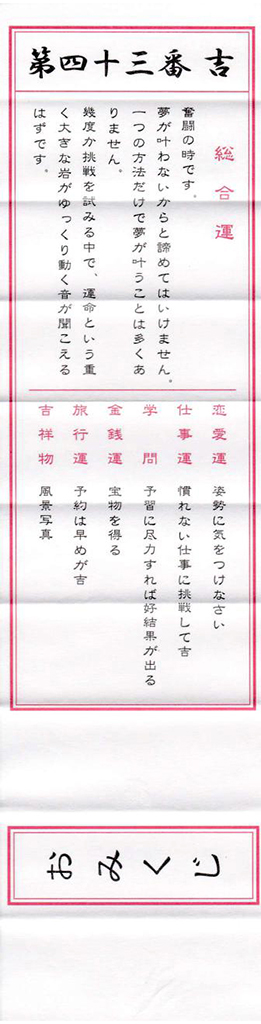 第四十三番 吉
総合運
奮闘の時です。
夢が叶わないからと諦めてはいけません。
一つの方法だけで夢が叶うことは多くあ
りません。
幾度か挑戦を試みる中で、運命という重
く大きな岩がゆっくり動く音が聞こえる
はずです。
恋愛運 姿勢に気をつけなさい
仕事運 慣れない仕事に挑戦して吉
学問 予習に尽力すれば好結果が出る
金銭運 宝物を得る
旅行運 予約は早めが吉
吉祥物 風景写真
おみくじ